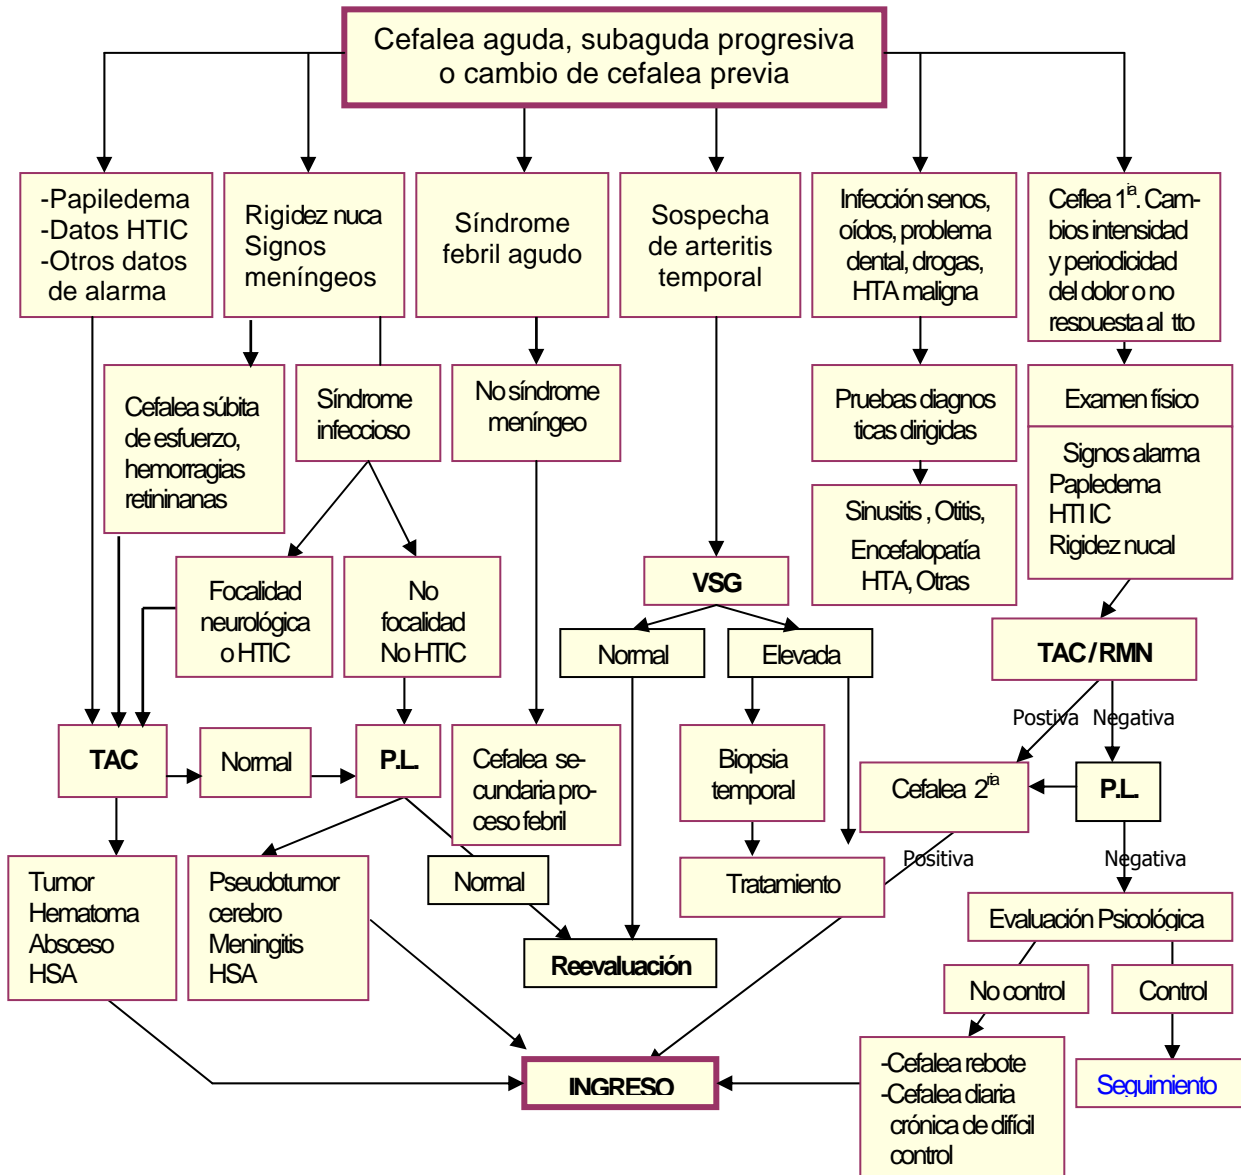 Cefalea aguda, subaguda progresiva
o cambio de cefalea previa
-Papiledema
-Datos HTIC
-Otros datos
de alarma
Rigidez nuca
Signos
meníngeos
Síndrome
febril agudo
Sospecha
de arteritis
temporal
Infección senos,
oídos, problema
dental, drogas,
HTA maligna
Ceflea 1ª. Cam-
bios intensidad
y periodicidad
del dolor o no
respuesta al tto
Cefalea súbita
de esfuerzo,
hemorragias
retininanas
Síndrome
infeccioso
No síndrome
meníngeo
Pruebas diagnos
ticas dirigidas
Examen físico
Signos alarma
Papledema
HTIIC
Rigidez nucal
Sinusitis , Otitis,
Encefalopatía
HTA, Otras
Focalidad
neurológica
o HTIC
No
focalidad
No HTIC
VSG
Normal
Elevada
TAC / RMN
Postiva
Negativa
TAC
Normal
P.L.
Cefalea se-
cundaria pro-
ceso febril
Biopsia
temporal
Cefalea 2ria
P.L.
Positiva
Negativa
Tumor
Hematoma
Absceso
HSA
Pseudotumor
cerebro
Meningitis
HSA
Normal
Tratamiento
Evaluación Psicológica
Reevaluación
No control
Control
INGRESO
-Cefalea rebote
-Cefalea diaria
crónica de difícil
control
Seguimiento